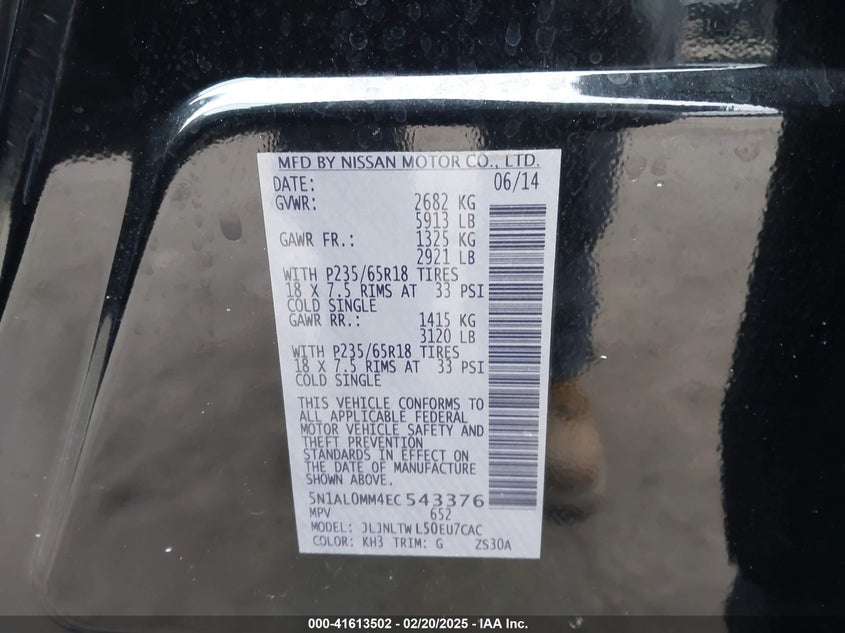 MFD BY NISSAN MOTOR CO., LTD.
DATE: 06/14
GVWR: 2682 KG
5913 LB
GAWR FR.: 1325 KG
2921 LB
WITH P235/65R18 TIRES
18 X 7.5 RIMS AT 33 PSI
COLD SINGLE
GAWR RR.: 1415 KG
3120 LB
WITH P235/65R18 TIRES
18 X 7.5 RIMS AT 33 PSI
COLD SINGLE
THIS VEHICLE CONFORMS TO
ALL APPLICABLE FEDERAL
MOTOR VEHICLE SAFETY AND
THEFT PREVENTION
STANDARDS IN EFFECT ON
THE DATE OF MANUFACTURE
SHOWN ABOVE.
5N1AL0MM4EC543376
MPV 652
MODEL: JLJNLTW L50EU7CAC
COLOR: KH3 TRIM: G ZS30A
000-41613502 - 02/20/2025 - IAA Inc.